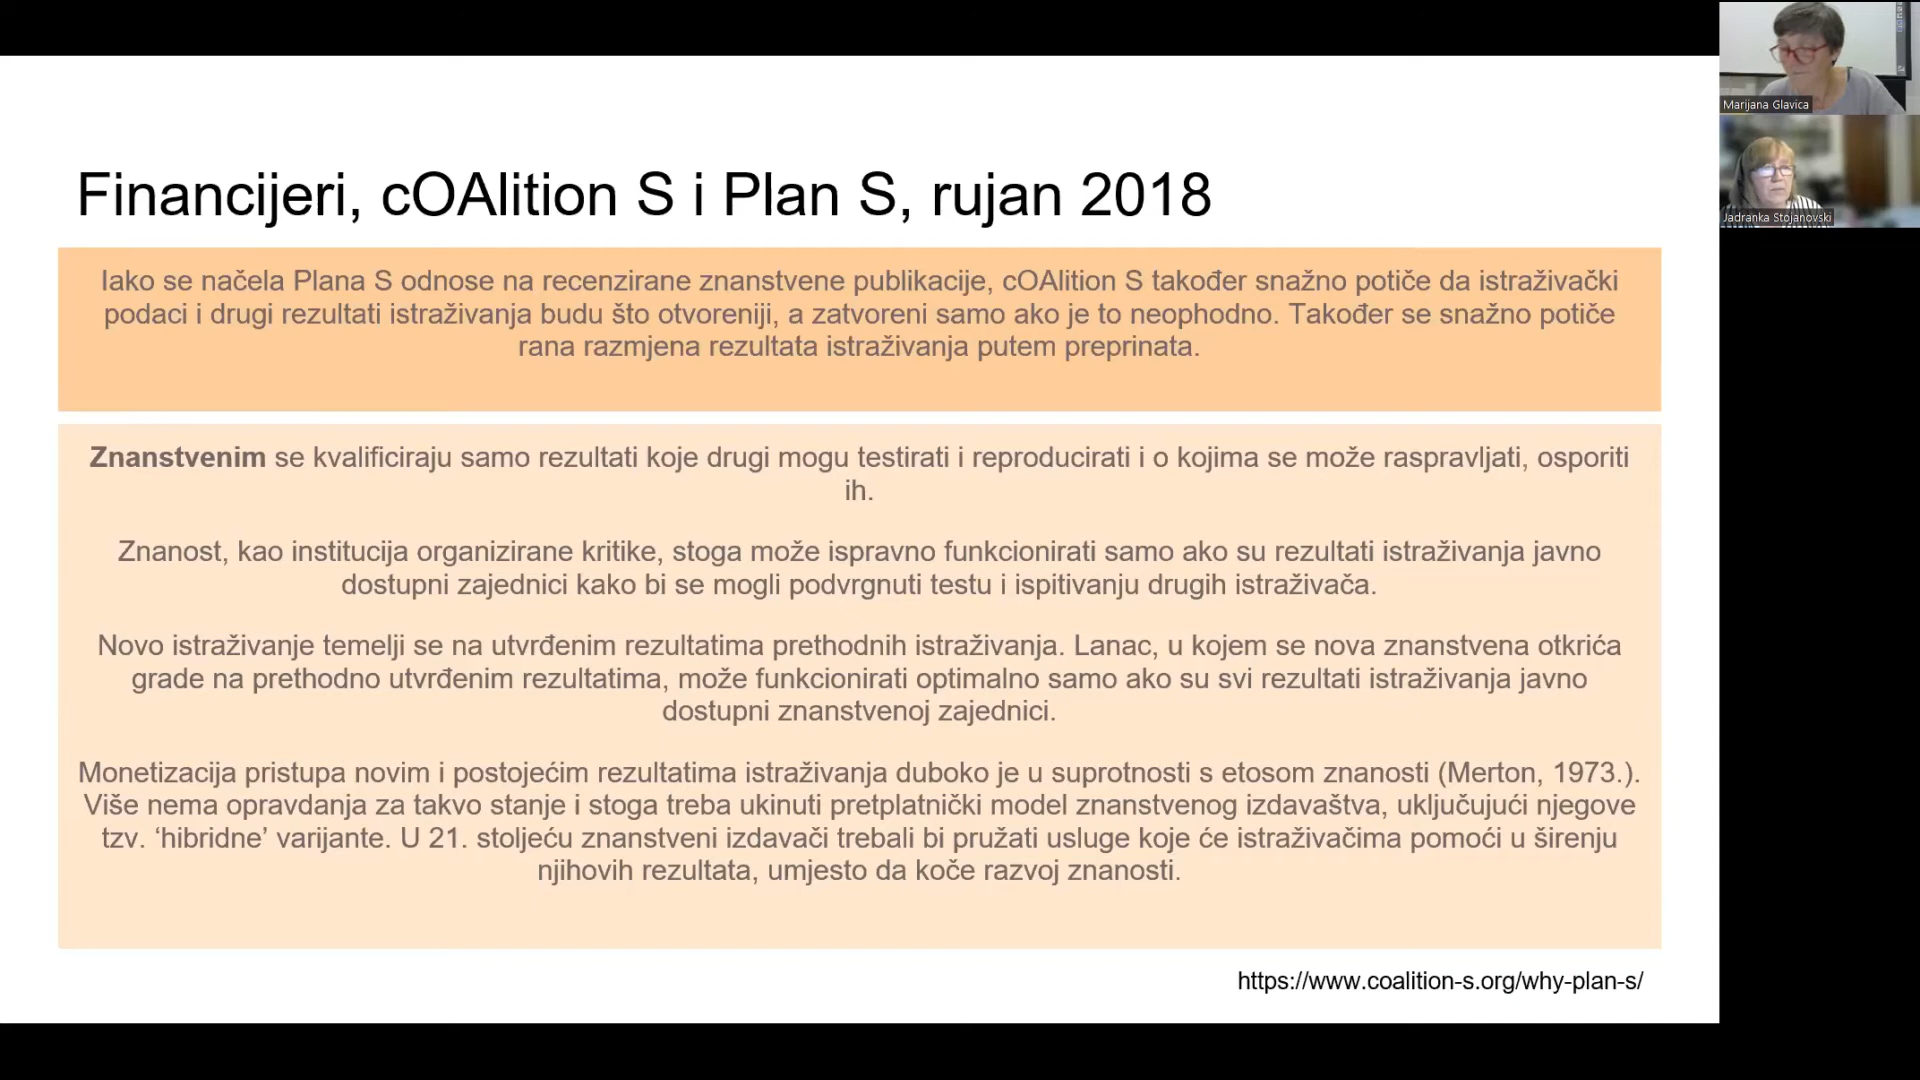 Financijeri, cOAlition S i Plan S, rujan 2018
Iako se načela Plana S odnose na recenzirane znanstvene publikacije, cOAlition S također snažno potiče da istraživački
podaci i drugi rezultati istraživanja budu što otvoreniji, a zatvoreni samo ako je to neophodno. Također se snažno potiče
rana razmjena rezultata istraživanja putem preprinata.
Znanstvenim se kvalificiraju samo rezultati koje drugi mogu testirati i reproducirati i o kojima se može raspravljati, osporiti
ih.
Znanost, kao institucija organizirane kritike, stoga može ispravno funkcionirati samo ako su rezultati istraživanja javno
dostupni zajednici kako bi se mogli podvrgnuti testu i ispitivanju drugih istraživača.
Novo istraživanje temelji se na utvrđenim rezultatima prethodnih istraživanja. Lanac, u kojem se nova znanstvena otkrića
grade na prethodno utvrđenim rezultatima, može funkcionirati optimalno samo ako su svi rezultati istraživanja javno
dostupni znanstvenoj zajednici.
Monetizacija pristupa novim i postojećim rezultatima istraživanja duboko je u suprotnosti s etosom znanosti (Merton, 1973.).
Više nema opravdanja za takvo stanje i stoga treba ukinuti pretplatnički model znanstvenog izdavaštva, uključujući njegove
tzv. ‘hibridne’ varijante. U 21. stoljeću znanstveni izdavači trebali bi pružati usluge koje će istraživačima pomoći u širenju
njihovih rezultata, umjesto da koče razvoj znanosti.
https://www.coalition-s.org/why-plan-s/
Marijana Glavica
Jadranka Stojanovski